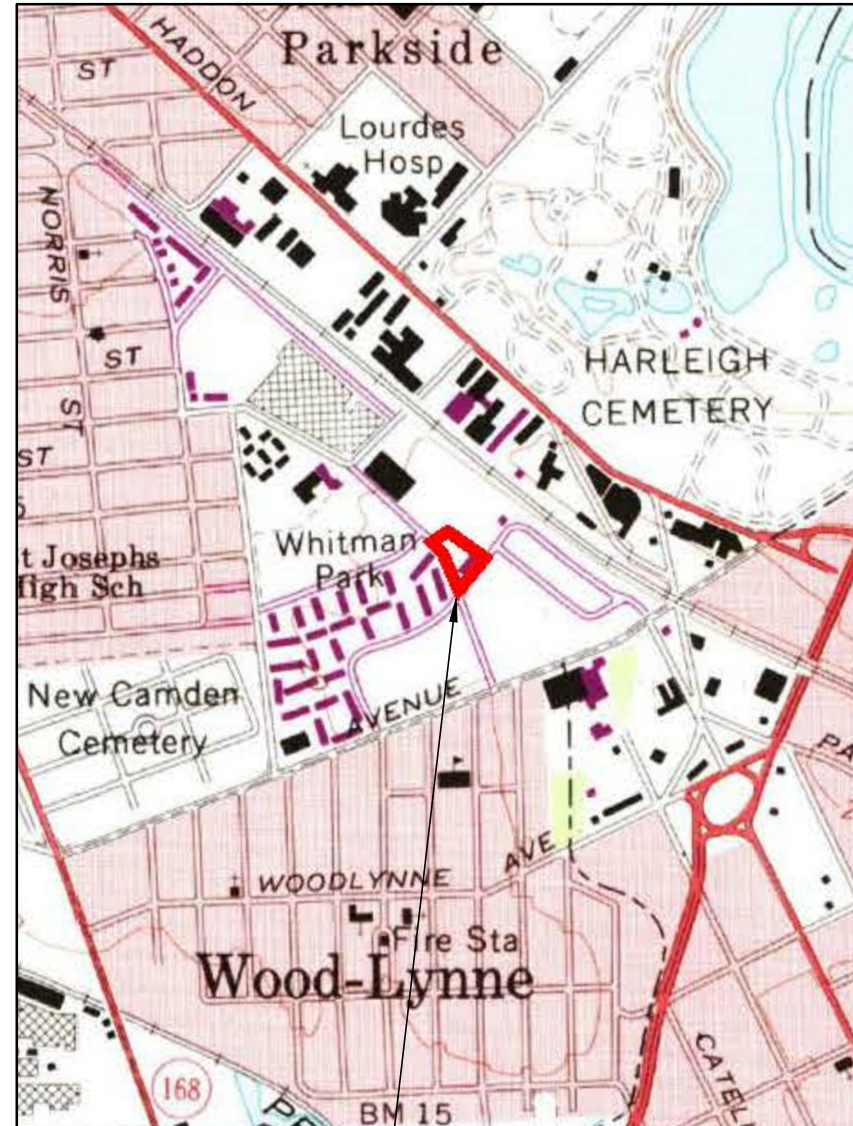 Parkside
HADDON
ST
Lourdes
Hosp
NORRIS
ST
ST
ST
HARLEIGH
CEMETERY
Whitman
Park
t Josephs
High Sch
New Camden
Cemetery
AVENUE
PA
WOODLYNNE
AVE
Fire Sta
Wood-Lynne
CATEL
168
BM 15